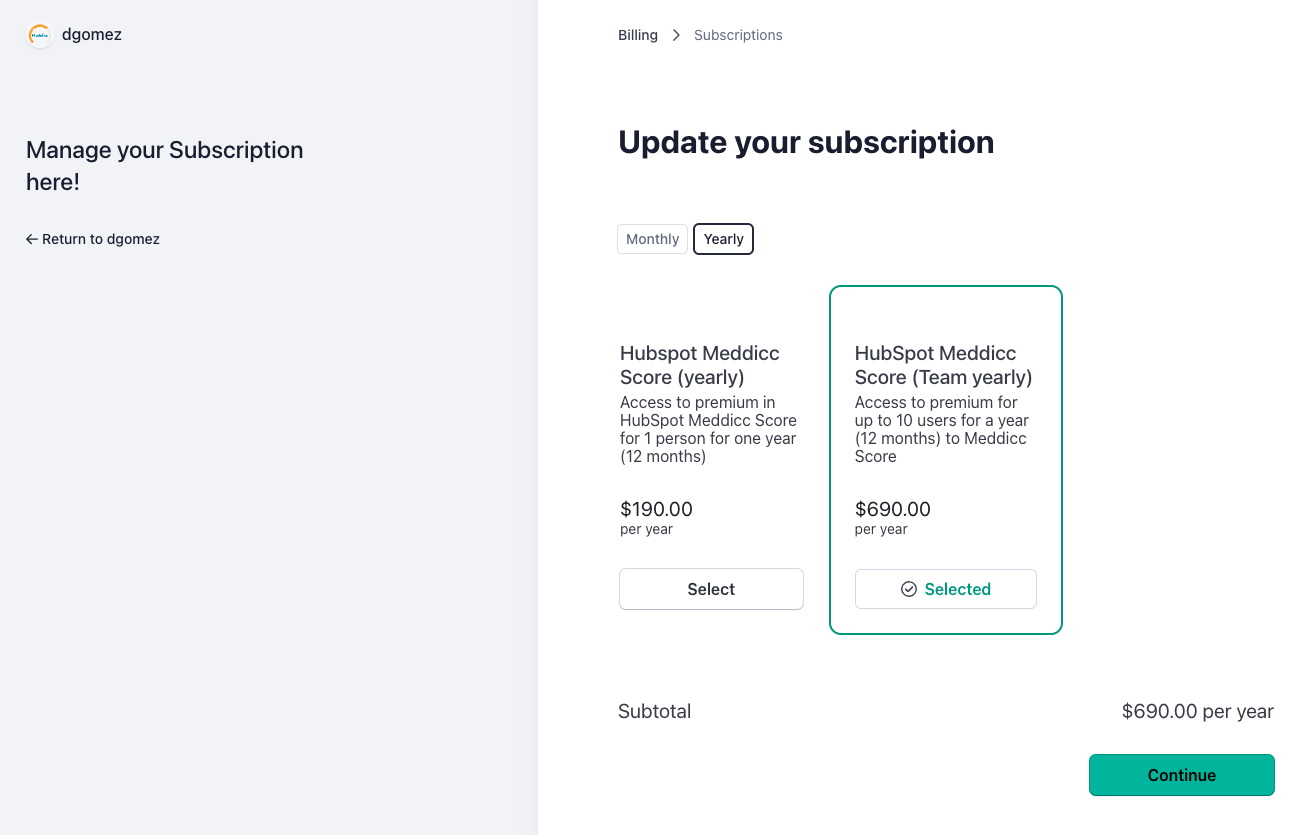 dgomez
Manage your Subscription
here!
← Return to dgomez
Billing > Subscriptions
Update your subscription
Monthly
Yearly
Hubspot Meddicc
Score (yearly)
Access to premium in
HubSpot Meddicc Score
for 1 person for one year
(12 months)
$190.00
per year
Select
HubSpot Meddicc
Score (Team yearly)
Access to premium for
up to 10 users for a year
(12 months) to Meddicc
Score
$690.00
per year
Selected
Subtotal
$690.00 per year
Continue